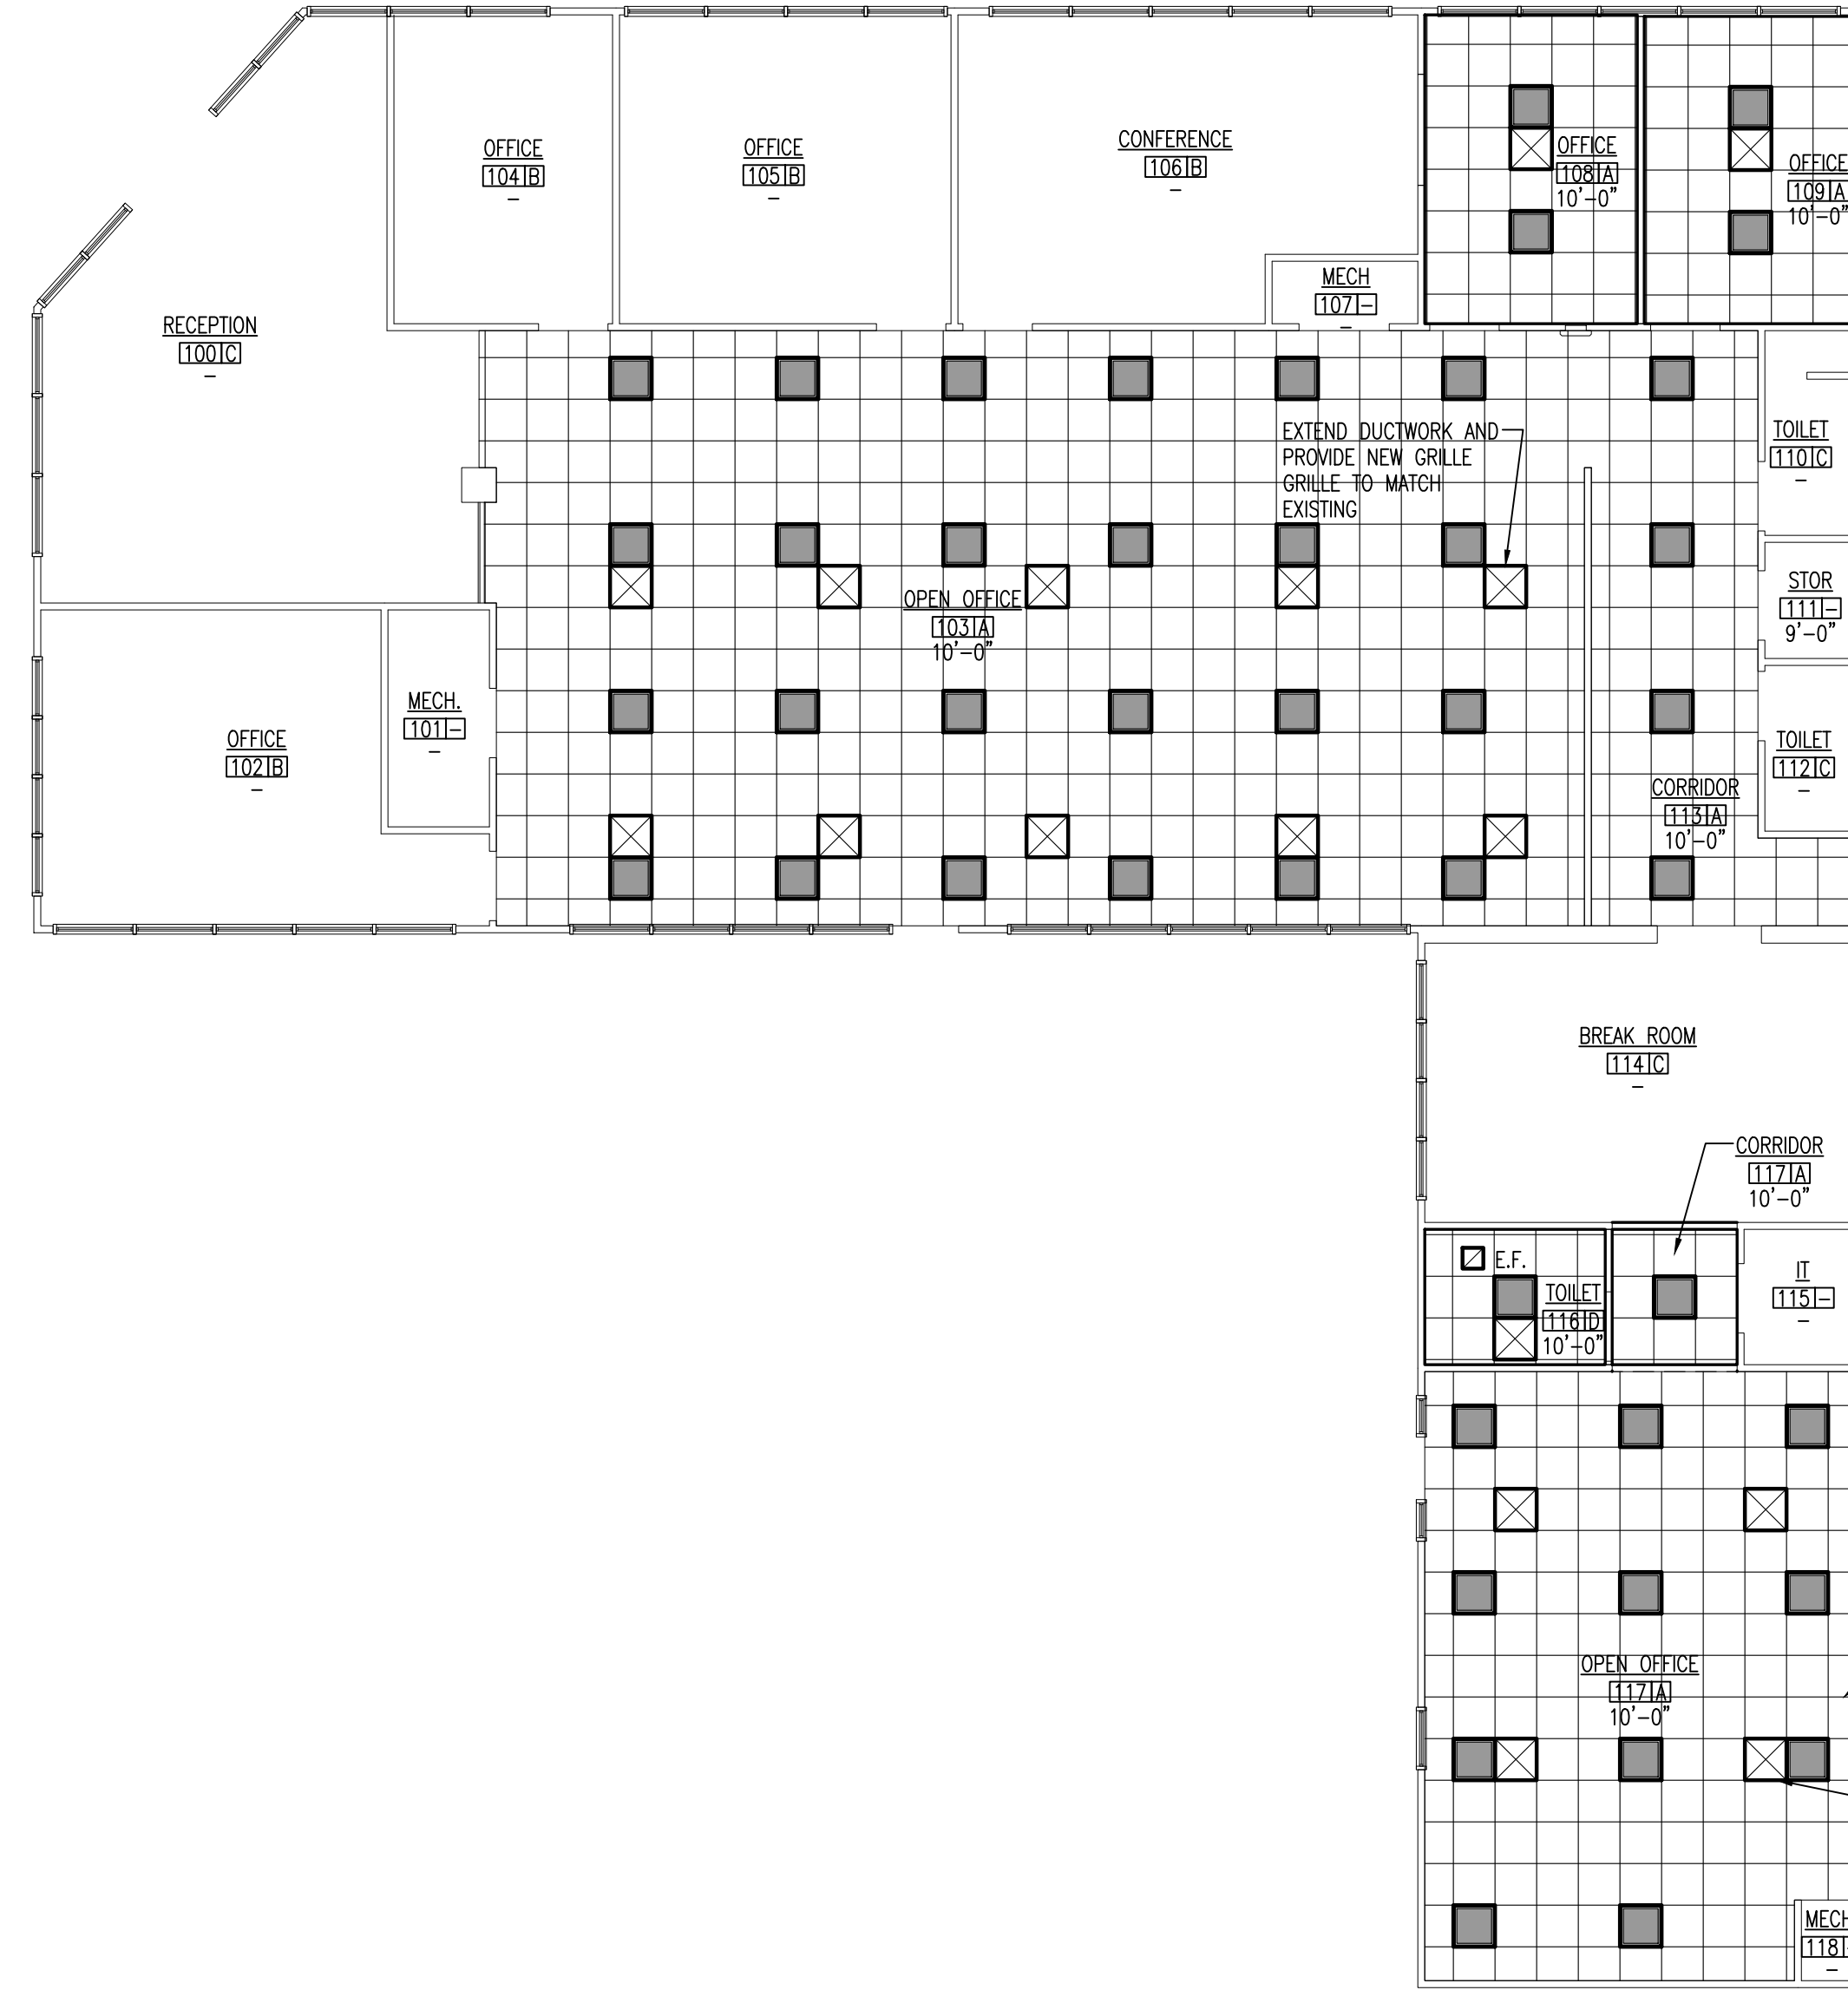 OFFICE
104 B
–
OFFICE
105 B
–
CONFERENCE
106 B
–
OFFICE
108 A
10'–0"
OFFICE
109 A
10'–0"
MECH
107 –
–
RECEPTION
100 C
–
EXTEND DUCTWORK AND
PROVIDE NEW GRILLE
GRILLE TO MATCH
EXISTING
TOILET
110 C
–
OPEN OFFICE
103 A
10'–0"
STOR
111 –
9'–0"
MECH.
101 –
–
OFFICE
102 B
–
TOILET
112 C
–
CORRIDOR
113 A
10'–0"
BREAK ROOM
114 C
–
CORRIDOR
117 A
10'–0"
E.F.
TOILET
116 D
10'–0"
IT
115 –
–
OPEN OFFICE
117 A
10'–0"
MECH
118
–